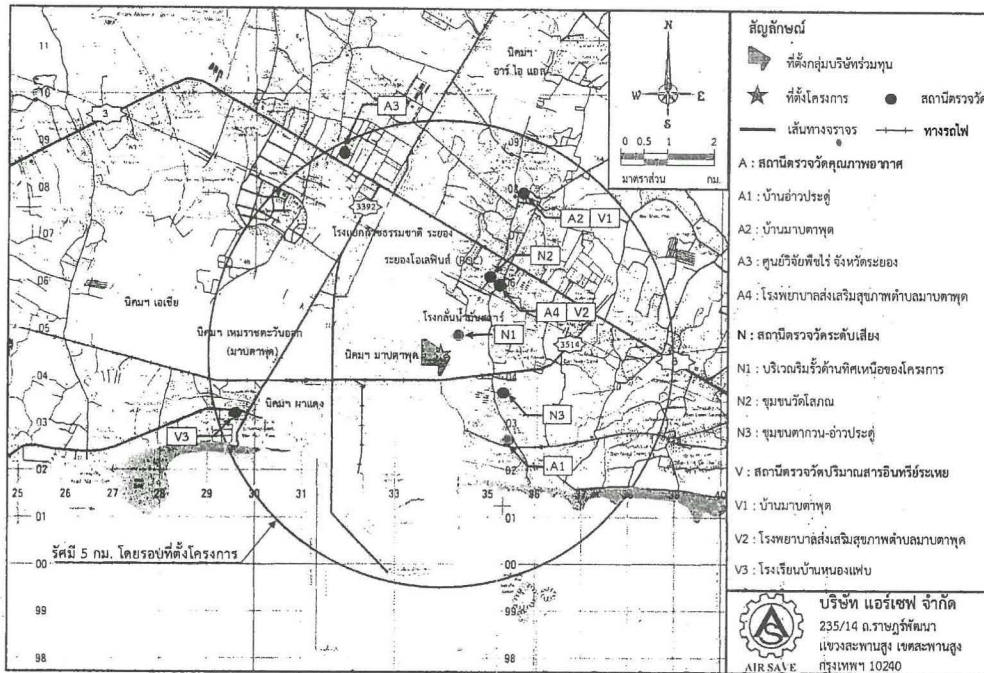 สัญลักษณ์
ที่ตั้งกลุ่มบริษัทร่วมทุน
ที่ตั้งโครงการ
สถานีตรวจวัด
เส้นทางจราจร
ทางรถไฟ
A : สถานีตรวจวัดคุณภาพอากาศ
A1 : บ้านอ่าวประดู่
A2 : บ้านมาบตาพุด
A3 : ศูนย์วิจัยพืชไร่ จังหวัดระยอง
A4 : โรงพยาบาลส่งเสริมสุขภาพตำบลมาบตาพุด
N : สถานีตรวจวัดระดับเสียง
N1 : บริเวณริมรั้วด้านทิศเหนือของโครงการ
N2 : ชุมชนวัดโสภณ
N3 : ชุมชนตากวน-อ่าวประดู่
V : สถานีตรวจวัดปริมาณสารอินทรีย์ระเหย
V1 : บ้านมาบตาพุด
V2 : โรงพยาบาลส่งเสริมสุขภาพตำบลมาบตาพุด
V3 : โรงเรียนบ้านหนองแฟบ
บริษัท แอร์เซฟ จำกัด
235/14 ถ.ราษฎร์พัฒนา
แขวงสะพานสูง เขตสะพานสูง
กรุงเทพฯ 10240
AIR SAVE
N
W E
S
0 0.5 1 2
มาตราส่วน กม.
นิคมฯ
อาร์ ไอ แอล
A3
3
3392
A2 V1
โรงแยกก๊าซธรรมชาติ ระยอง
ระยองโอเลฟินส์ (ROC)
N2
นิคมฯ เอเชีย
A4 V2
นิคมฯ เหมราชตะวันออก
(มาบตาพุด)
N1
3514
นิคมฯ มาบตาพุด
นิคมฯ ผาแดง
N3
V3
A1
11
10
09
08
07
06
05
04
03
02
25 26 27 28 29 30 31 33 35 36 37 38 39 40
01
รัศมี 5 กม. โดยรอบที่ตั้งโครงการ
00 00
99 99
98 98